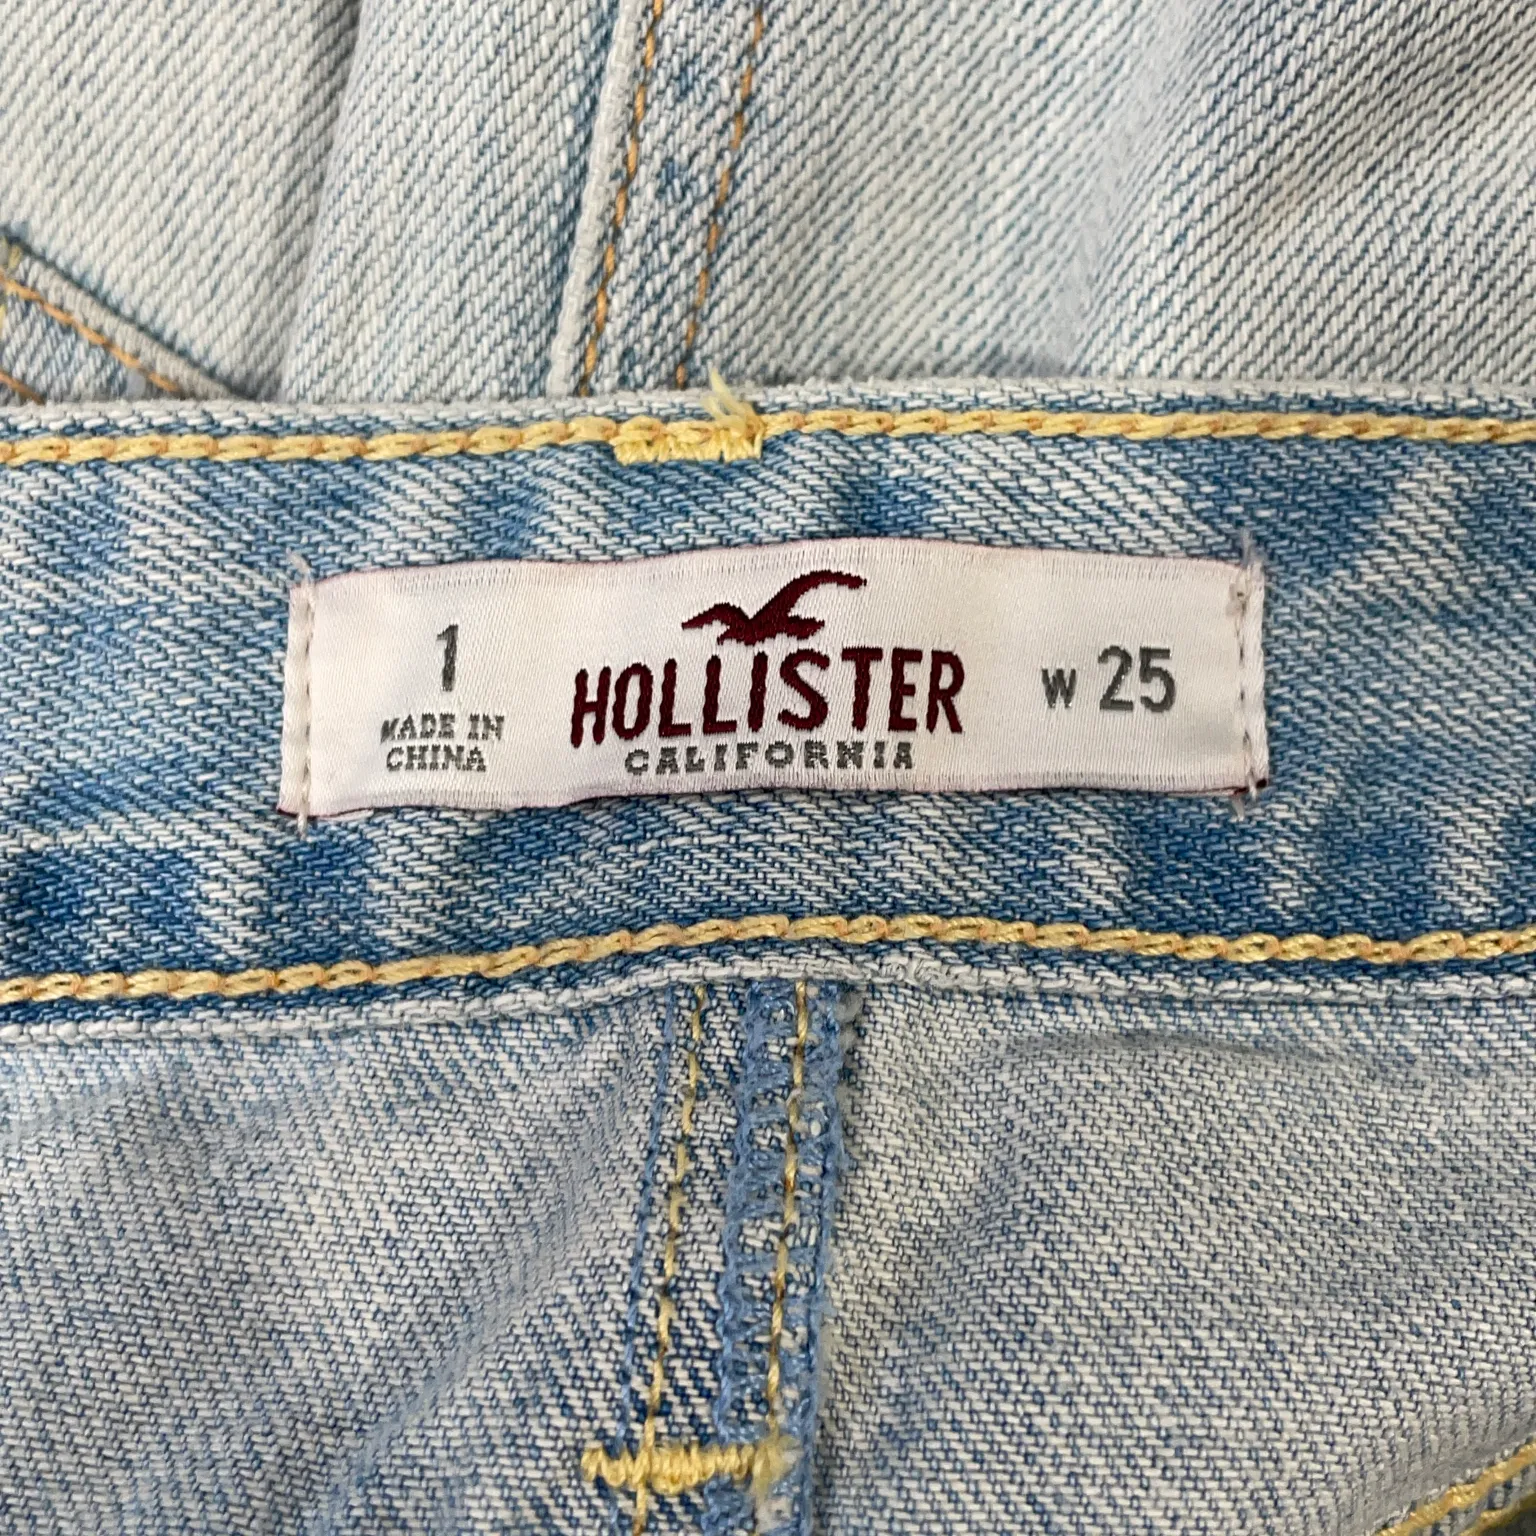 1
MADE IN
CHINA
HOLLISTER
CALIFORNIA
W 25